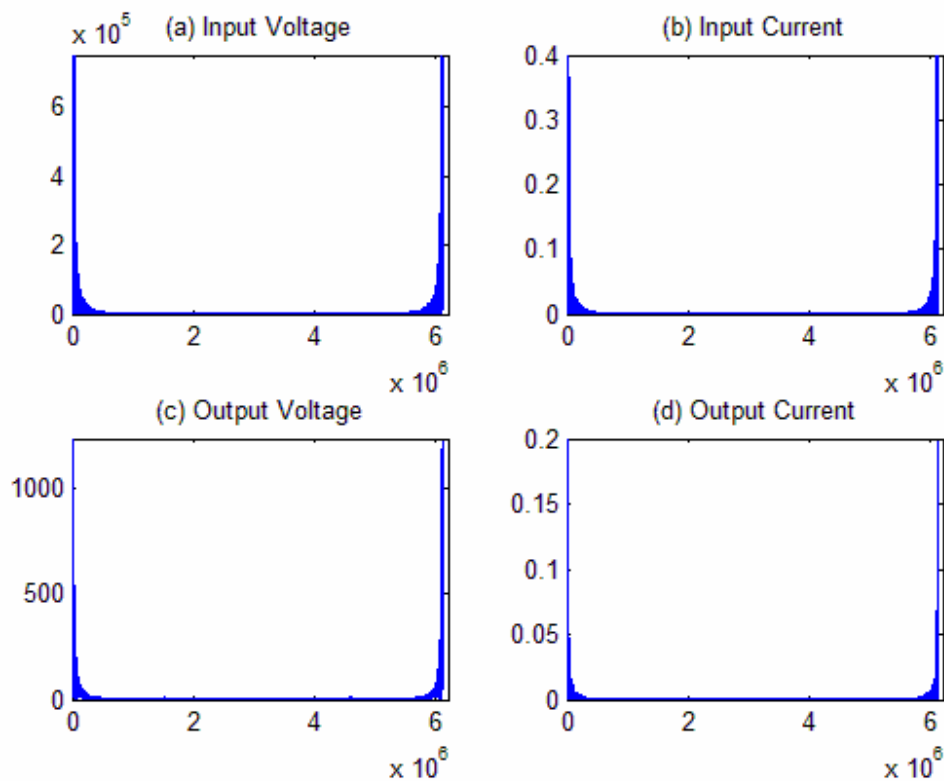 x 10^5
(a) Input Voltage
6
4
2
0
0 2 4 6
x 10^6
(b) Input Current
0.4
0.3
0.2
0.1
0
0 2 4 6
x 10^6
(c) Output Voltage
1000
500
0
0 2 4 6
x 10^6
(d) Output Current
0.2
0.15
0.1
0.05
0
0 2 4 6
x 10^6